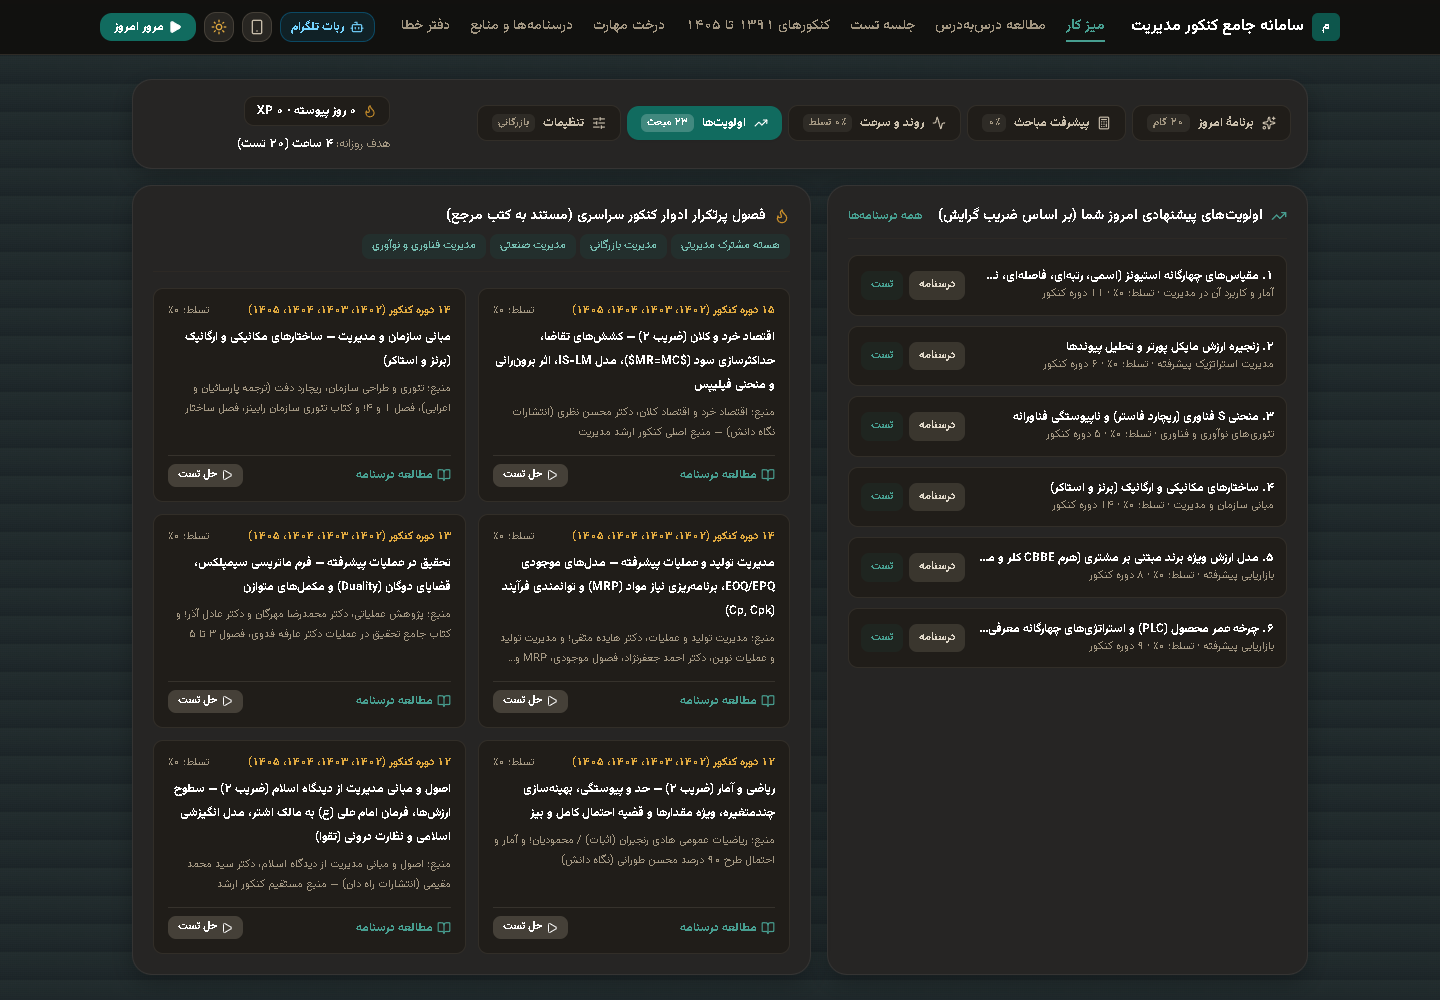 م سامانه جامع کنکور مدیریت میز کار مطالعه درس‌به‌درس جلسه تست کنکورهای ۱۳۹۱ تا ۱۴۰۵ درخت مهارت درسنامه‌ها و منابع دفتر خطا ربات تلگرام مرور امروز
برنامهٔ امروز ۲۰ گام پیشرفت مباحث ۰٪ روند و سرعت ۰٪ تسلط اولویت‌ها ۲۳ مبحث تنظیمات بازرگانی
۰ روز پیوسته · ۰ XP
هدف روزانه: ۴ ساعت (۲۰ تست)
اولویت‌های پیشنهادی امروز شما (بر اساس ضریب گرایش) همه درسنامه‌ها
۱. مقیاس‌های چهارگانه استیونز (اسمی، رتبه‌ای، فاصله‌ای، ن...
آمار و کاربرد آن در مدیریت · تسلط: ۰٪ · ۱۱ دوره کنکور
درسنامه تست
۲. زنجیره ارزش مایکل پورتر و تحلیل پیوندها
مدیریت استراتژیک پیشرفته · تسلط: ۰٪ · ۶ دوره کنکور
درسنامه تست
۳. منحنی S فناوری (ریچارد فاستر) و ناپیوستگی فناورانه
تئوری‌های نوآوری و فناوری · تسلط: ۰٪ · ۵ دوره کنکور
درسنامه تست
۴. ساختارهای مکانیکی و ارگانیک (برنز و استاکر)
مبانی سازمان و مدیریت · تسلط: ۰٪ · ۱۴ دوره کنکور
درسنامه تست
۵. مدل ارزش ویژه برند مبتنی بر مشتری (هرم CBBE کلر و مـ...
بازاریابی پیشرفته · تسلط: ۰٪ · ۸ دوره کنکور
درسنامه تست
۶. چرخه عمر محصول (PLC) و استراتژی‌های چهارگانه معرفی...
بازاریابی پیشرفته · تسلط: ۰٪ · ۹ دوره کنکور
درسنامه تست
فصول پرتکرار ادوار کنکور سراسری (مستند به کتب مرجع)
هسته مشترک مدیریتی مدیریت بازرگانی مدیریت صنعتی مدیریت فناوری و نوآوری
۱۵ دوره کنکور (۱۴۰۲، ۱۴۰۳، ۱۴۰۴، ۱۴۰۵) تسلط: ۰٪
اقتصاد خرد و کلان (ضریب ۲) — کشش‌های تقاضا،
حداکثرسازی سود ($MR=MC$)، مدل IS-LM، اثر برون‌رانی
و منحنی فیلیپس
منبع: اقتصاد خرد و اقتصاد کلان، دکتر محسن نظری (انتشارات
نگاه دانش) — منبع اصلی کنکور ارشد مدیریت
مطالعه درسنامه حل تست
۱۴ دوره کنکور (۱۴۰۲، ۱۴۰۳، ۱۴۰۴، ۱۴۰۵) تسلط: ۰٪
مبانی سازمان و مدیریت — ساختارهای مکانیکی و ارگانیک
(برنز و استاکر)
منبع: تئوری و طراحی سازمان، ریچارد دفت (ترجمه پارسائیان و
اعرابی)، فصل ۱ و ۴؛ و کتاب تئوری سازمان رابینز، فصل ساختار
مطالعه درسنامه حل تست
۱۴ دوره کنکور (۱۴۰۲، ۱۴۰۳، ۱۴۰۴، ۱۴۰۵) تسلط: ۰٪
مدیریت تولید و عملیات پیشرفته — مدل‌های موجودی
EOQ/EPQ، برنامه‌ریزی نیاز مواد (MRP) و توانمندی فرآیند
(Cp, Cpk)
منبع: مدیریت تولید و عملیات، دکتر هایده متقی؛ و مدیریت تولید
و عملیات نوین، دکتر احمد جعفرنژاد، فصول موجودی، MRP و...
مطالعه درسنامه حل تست
۱۳ دوره کنکور (۱۴۰۲، ۱۴۰۳، ۱۴۰۴، ۱۴۰۵) تسلط: ۰٪
تحقیق در عملیات پیشرفته — فرم ماتریسی سیمپلکس،
قضایای دوگان (Duality) و مکمل‌های متوازن
منبع: پژوهش عملیاتی، دکتر محمدرضا مهرگان و دکتر عادل آذر؛ و
کتاب جامع تحقیق در عملیات دکتر عارفه فدوی، فصول ۳ تا ۵
مطالعه درسنامه حل تست
۱۲ دوره کنکور (۱۴۰۲، ۱۴۰۳، ۱۴۰۴، ۱۴۰۵) تسلط: ۰٪
ریاضی و آمار (ضریب ۲) — حد و پیوستگی، بهینه‌سازی
چندمتغیره، ویژه مقدارها و قضیه احتمال کامل و بیز
منبع: ریاضیات عمومی هادی رنجبران (اثبات) / محمودیان؛ و آمار و
احتمال طرح ۹۰ درصد محسن طورانی (نگاه دانش)
مطالعه درسنامه حل تست
۱۲ دوره کنکور (۱۴۰۲، ۱۴۰۳، ۱۴۰۴، ۱۴۰۵) تسلط: ۰٪
اصول و مبانی مدیریت از دیدگاه اسلام (ضریب ۲) — سطوح
ارزش‌ها، فرمان امام علی (ع) به مالک اشتر، مدل انگیزشی
اسلامی و نظارت درونی (تقوا)
منبع: اصول و مبانی مدیریت از دیدگاه اسلام، دکتر سید محمد
مقیمی (انتشارات راه دان) — منبع مستقیم کنکور ارشد
مطالعه درسنامه حل تست